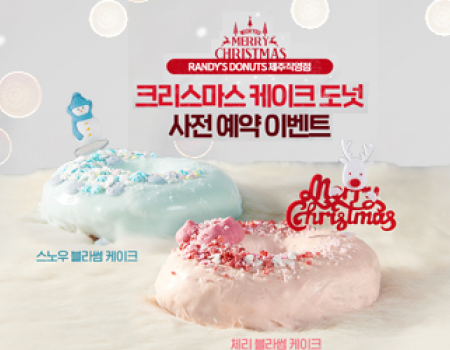 MERRY
CHRISTMAS
RANDY'S DONUTS 제주직영점
크리스마스 케이크 도넛
사전 예약 이벤트
Merry
Christmas
스노우 블라썸 케이크
체리 블라썸 케이크